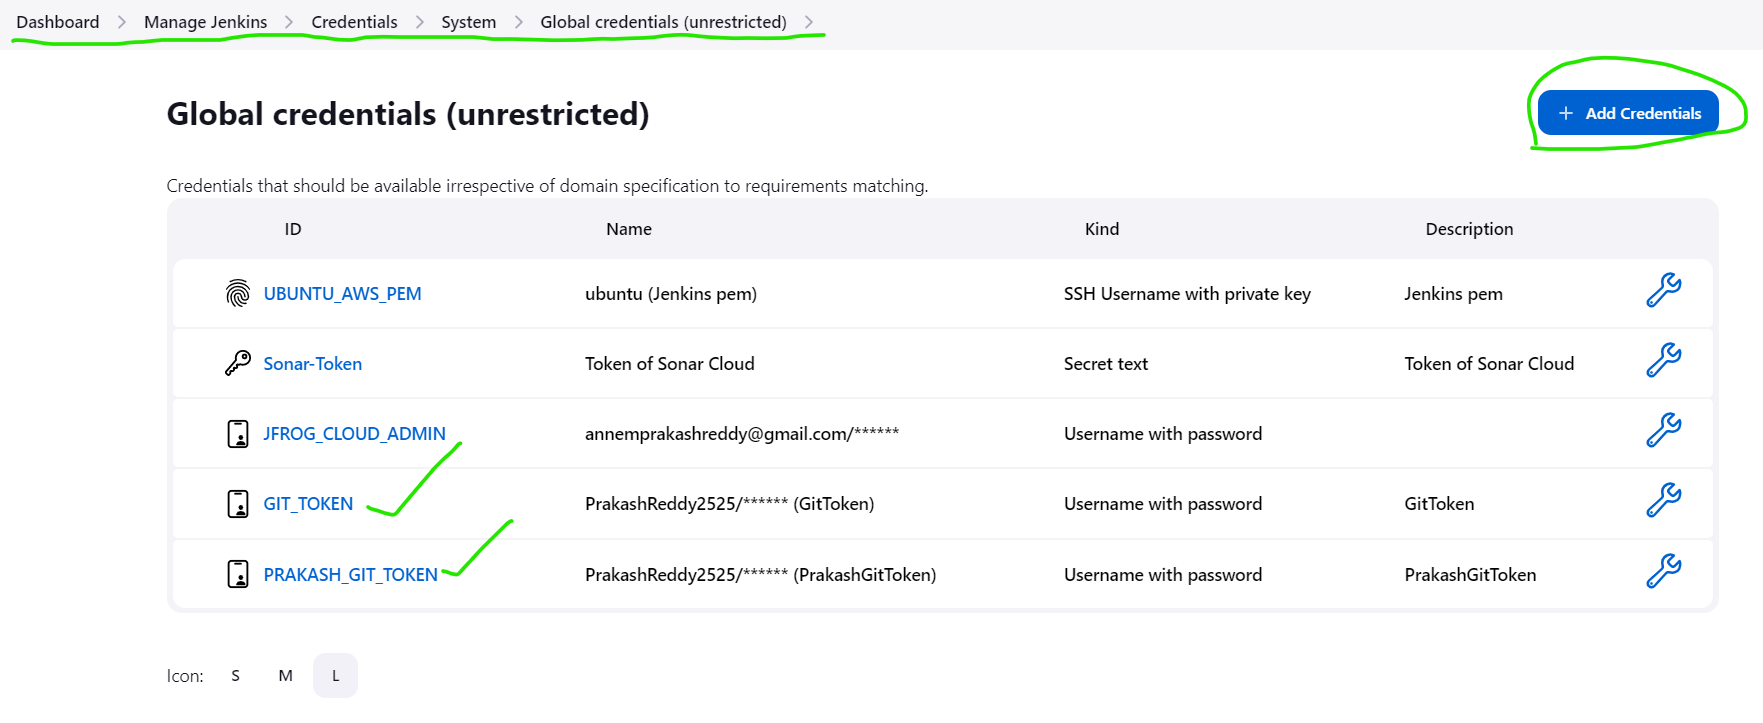 Dashboard > Manage Jenkins > Credentials > System > Global credentials (unrestricted) >
Global credentials (unrestricted)
+ Add Credentials
Credentials that should be available irrespective of domain specification to requirements matching.
ID Name Kind Description
UBUNTU_AWS_PEM ubuntu (Jenkins pem) SSH Username with private key Jenkins pem
Sonar-Token Token of Sonar Cloud Secret text Token of Sonar Cloud
JFROG_CLOUD_ADMIN annemprakashreddy@gmail.com/****** Username with password
GIT_TOKEN PrakashReddy2525/****** (GitToken) Username with password GitToken
PRAKASH_GIT_TOKEN PrakashReddy2525/****** (PrakashGitToken) Username with password PrakashGitToken
Icon: S M L